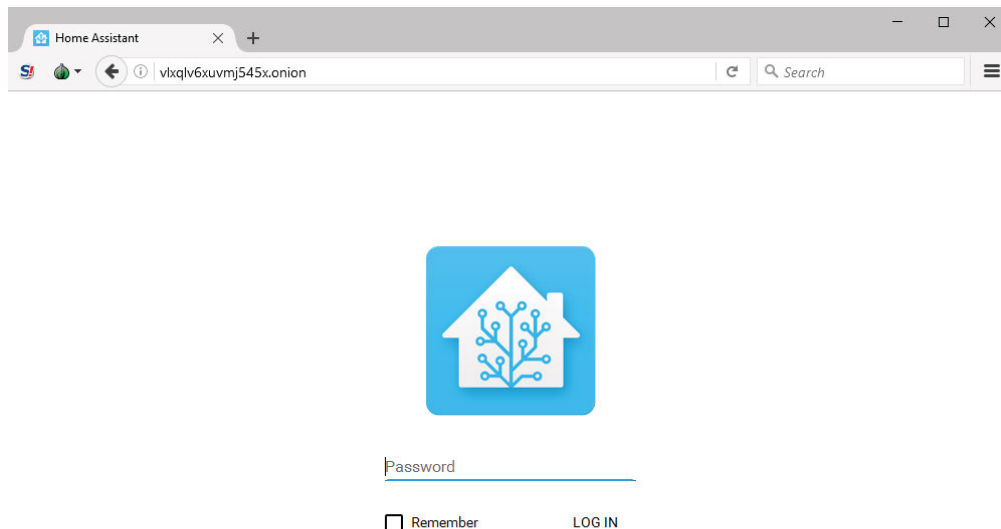 Home Assistant
S!
vlxqlv6xuvmj545x.onion
Search
Password
Remember
LOG IN